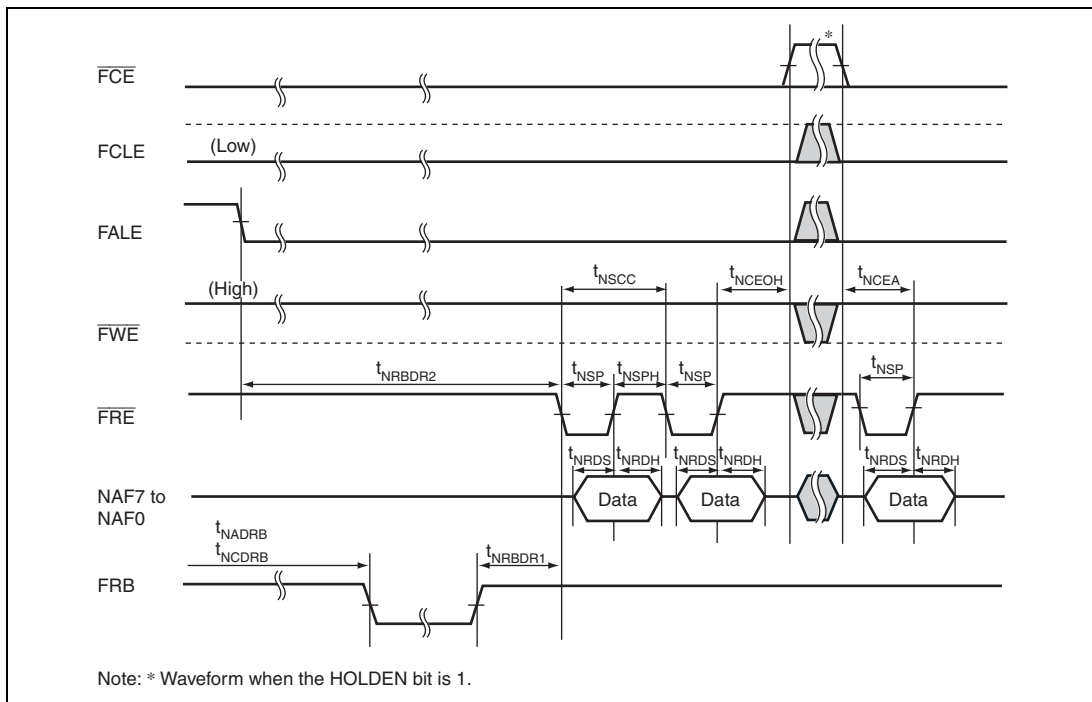 *
FCE
FCLE
(Low)
FALE
(High)
tNSCC
tNCEOH
tNCEA
FWE
tNRBDR2
tNSP
tNSPH
tNSP
tNSP
FRE
tNRDS
tNRDH
tNRDS
tNRDH
tNRDS
tNRDH
NAF7 to
NAF0
Data
Data
Data
tNADRB
tNCDRB
tNRBDR1
FRB
Note: * Waveform when the HOLDEN bit is 1.